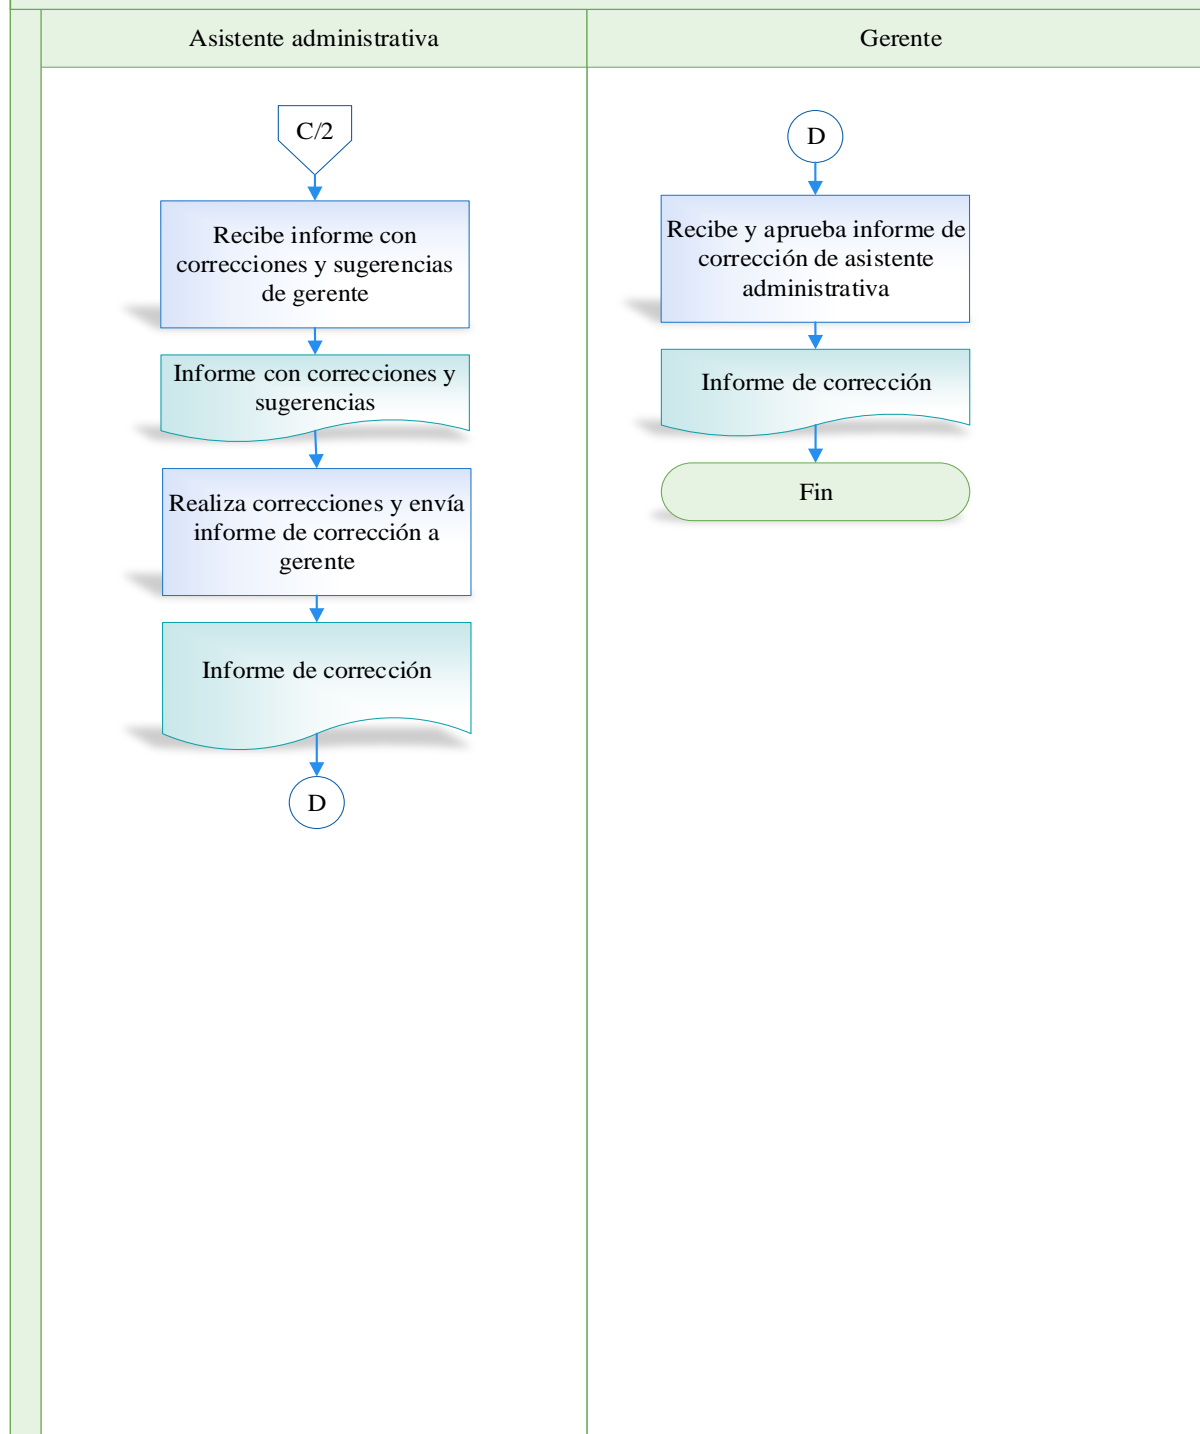 Asistente administrativa
Gerente
C/2
Recibe informe con
correcciones y sugerencias
de gerente
Informe con correcciones y
sugerencias
Realiza correcciones y envía
informe de corrección a
gerente
Informe de corrección
D
D
Recibe y aprueba informe de
corrección de asistente
administrativa
Informe de corrección
Fin